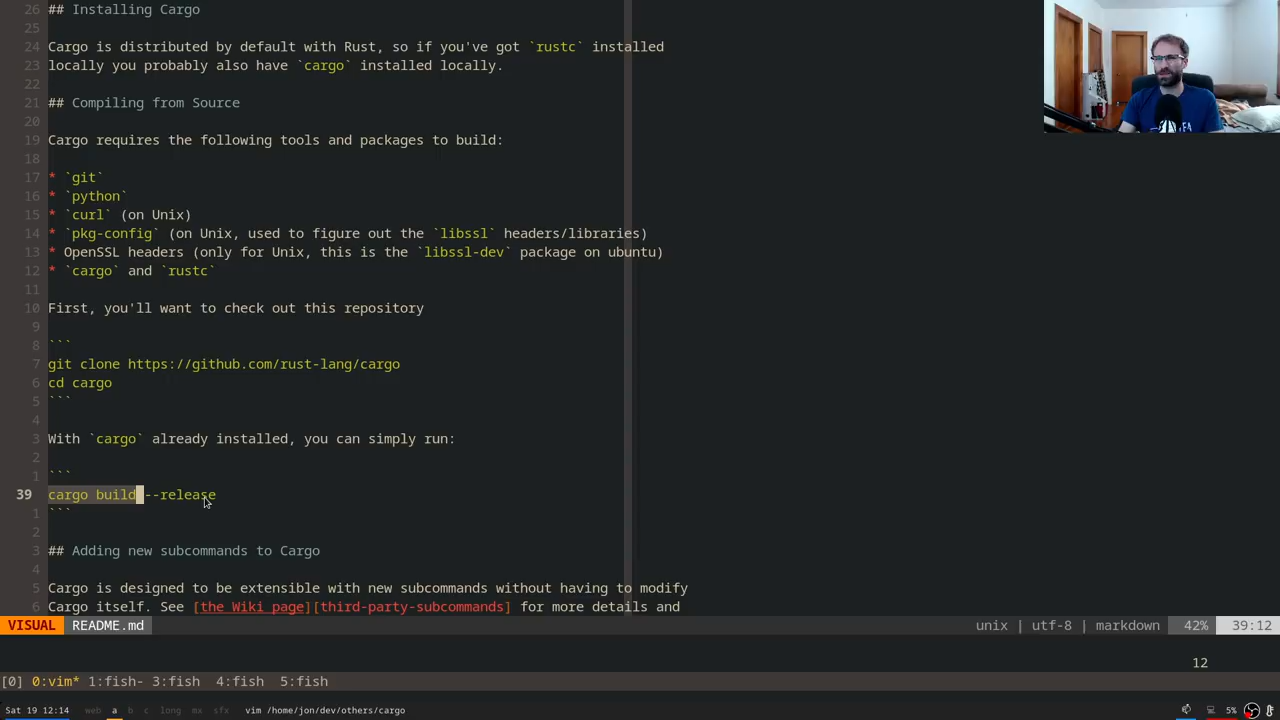 26 ## Installing Cargo
25
24 Cargo is distributed by default with Rust, so if you've got `rustc` installed
23 locally you probably also have `cargo` installed locally.
22
21 ## Compiling from Source
20
19 Cargo requires the following tools and packages to build:
18
17 * `git`
16 * `python`
15 * `curl` (on Unix)
14 * `pkg-config` (on Unix, used to figure out the `libssl` headers/libraries)
13 * OpenSSL headers (only for Unix, this is the `libssl-dev` package on ubuntu)
12 * `cargo` and `rustc`
11
10 First, you'll want to check out this repository
9
8 ```
7 git clone https://github.com/rust-lang/cargo
6 cd cargo
5 ```
4
3 With `cargo` already installed, you can simply run:
2
1 ```
39 cargo build --release
1 ```
2
3 ## Adding new subcommands to Cargo
4
5 Cargo is designed to be extensible with new subcommands without having to modify
6 Cargo itself. See [the Wiki page][third-party-subcommands] for more details and
VISUAL README.md unix | utf-8 | markdown 42% 39:12
12
[0] 0:vim* 1:fish- 3:fish 4:fish 5:fish
Sat 19 12:14 web a b c long mx sfx vim /home/jon/dev/others/cargo 5%